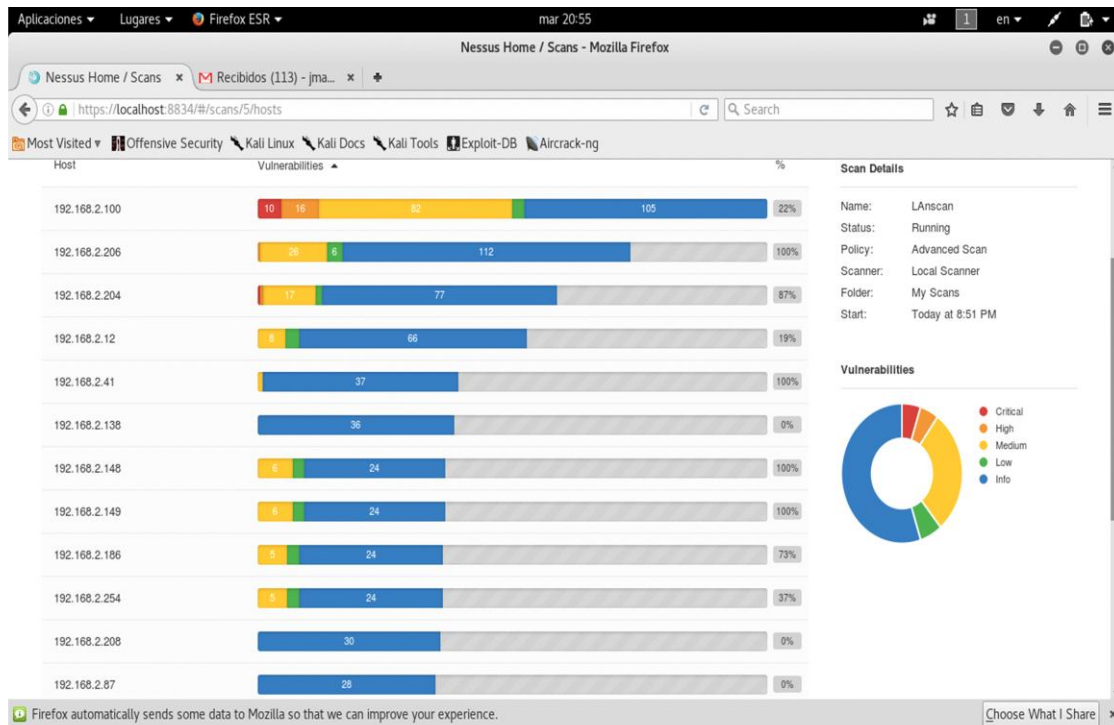 Aplicaciones Lugares Firefox ESR mar 20:55 1 en
Nessus Home / Scans - Mozilla Firefox
Nessus Home / Scans Recibidos (113) - jma...
https://localhost:8834/#/scans/5/hosts Search
Most Visited Offensive Security Kali Linux Kali Docs Kali Tools Exploit-DB Aircrack-ng
Host Vulnerabilities %
192.168.2.100 10 16 82 105 22%
192.168.2.206 26 6 112 100%
192.168.2.204 17 77 87%
192.168.2.12 8 66 19%
192.168.2.41 37 100%
192.168.2.138 36 0%
192.168.2.148 6 24 100%
192.168.2.149 6 24 100%
192.168.2.186 5 24 73%
192.168.2.254 5 24 37%
192.168.2.208 30 0%
192.168.2.87 28 0%
Scan Details
Name: LAnscan
Status: Running
Policy: Advanced Scan
Scanner: Local Scanner
Folder: My Scans
Start: Today at 8:51 PM
Vulnerabilities
Critical
High
Medium
Low
Info
Firefox automatically sends some data to Mozilla so that we can improve your experience. Choose What I Share